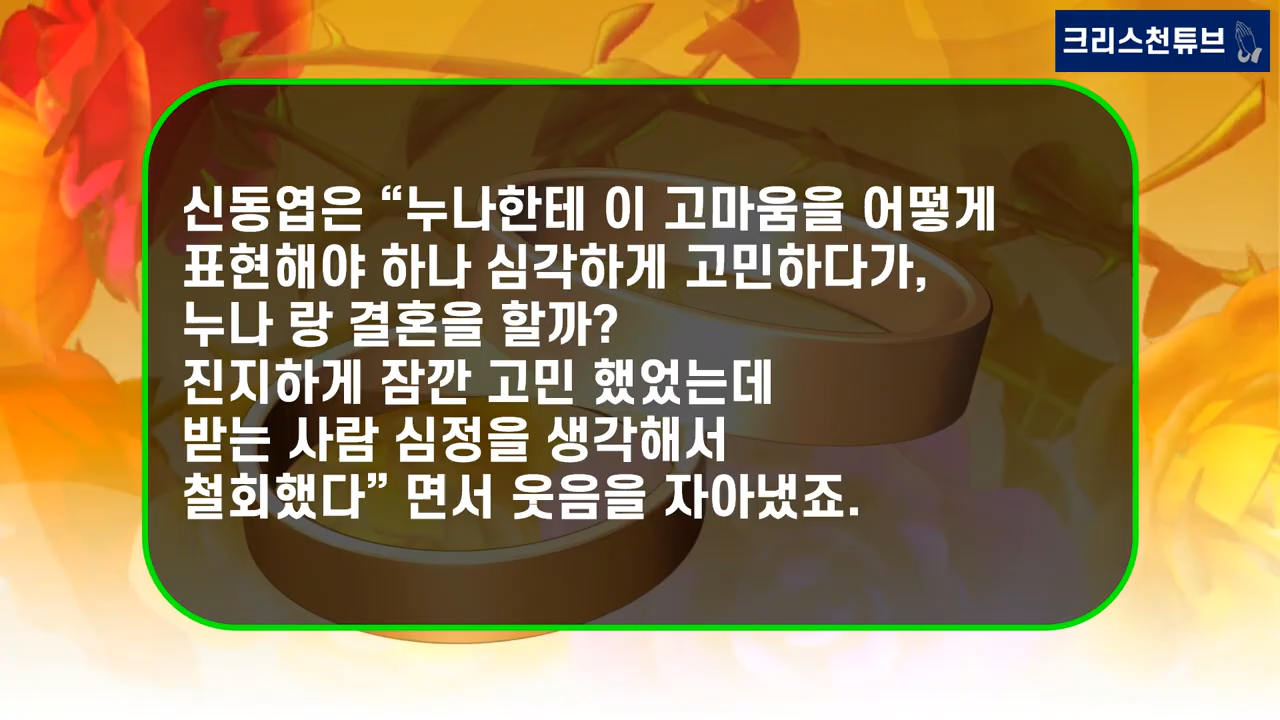 크리스천튜브
신동엽은 “누나한테 이 고마움을 어떻게
표현해야 하나 심각하게 고민하다가,
누나 랑 결혼을 할까?
진지하게 잠깐 고민 했었는데
받는 사람 심정을 생각해서
철회했다” 면서 웃음을 자아냈죠.